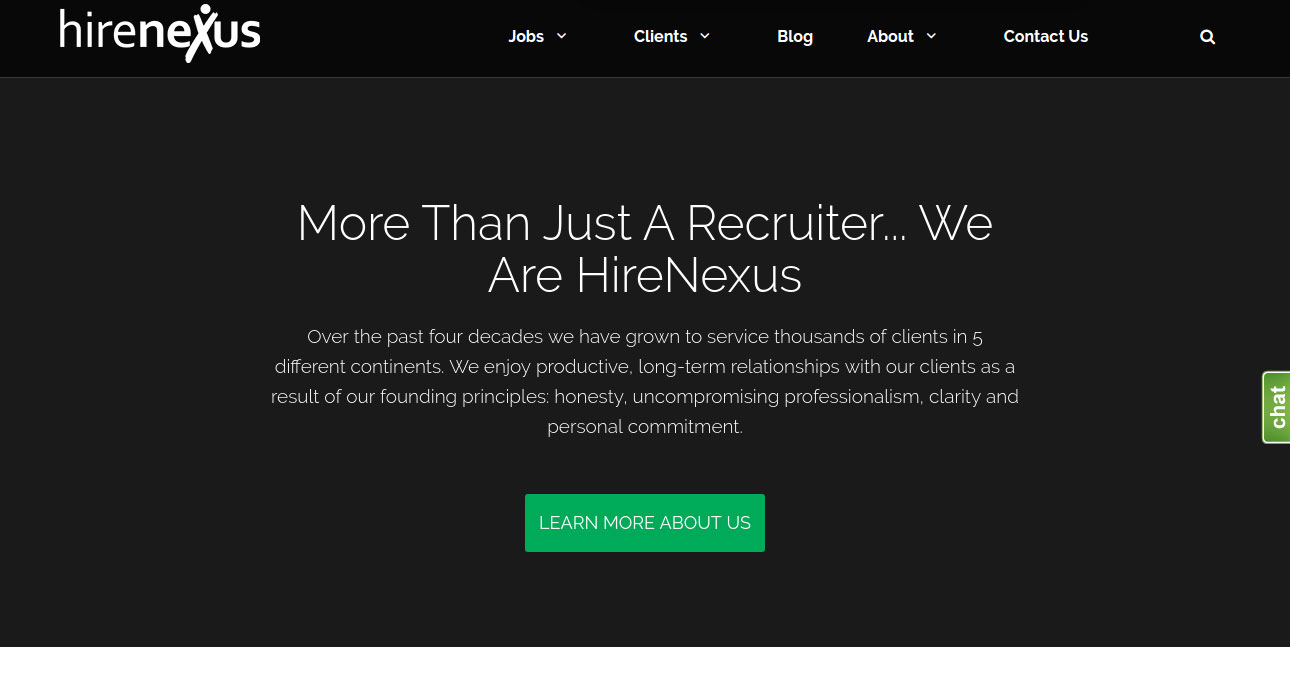 hirenexus
Jobs
Clients
Blog
About
Contact Us
More Than Just A Recruiter... We
Are HireNexus
Over the past four decades we have grown to service thousands of clients in 5
different continents. We enjoy productive, long-term relationships with our clients as a
result of our founding principles: honesty, uncompromising professionalism, clarity and
personal commitment.
chat
LEARN MORE ABOUT US